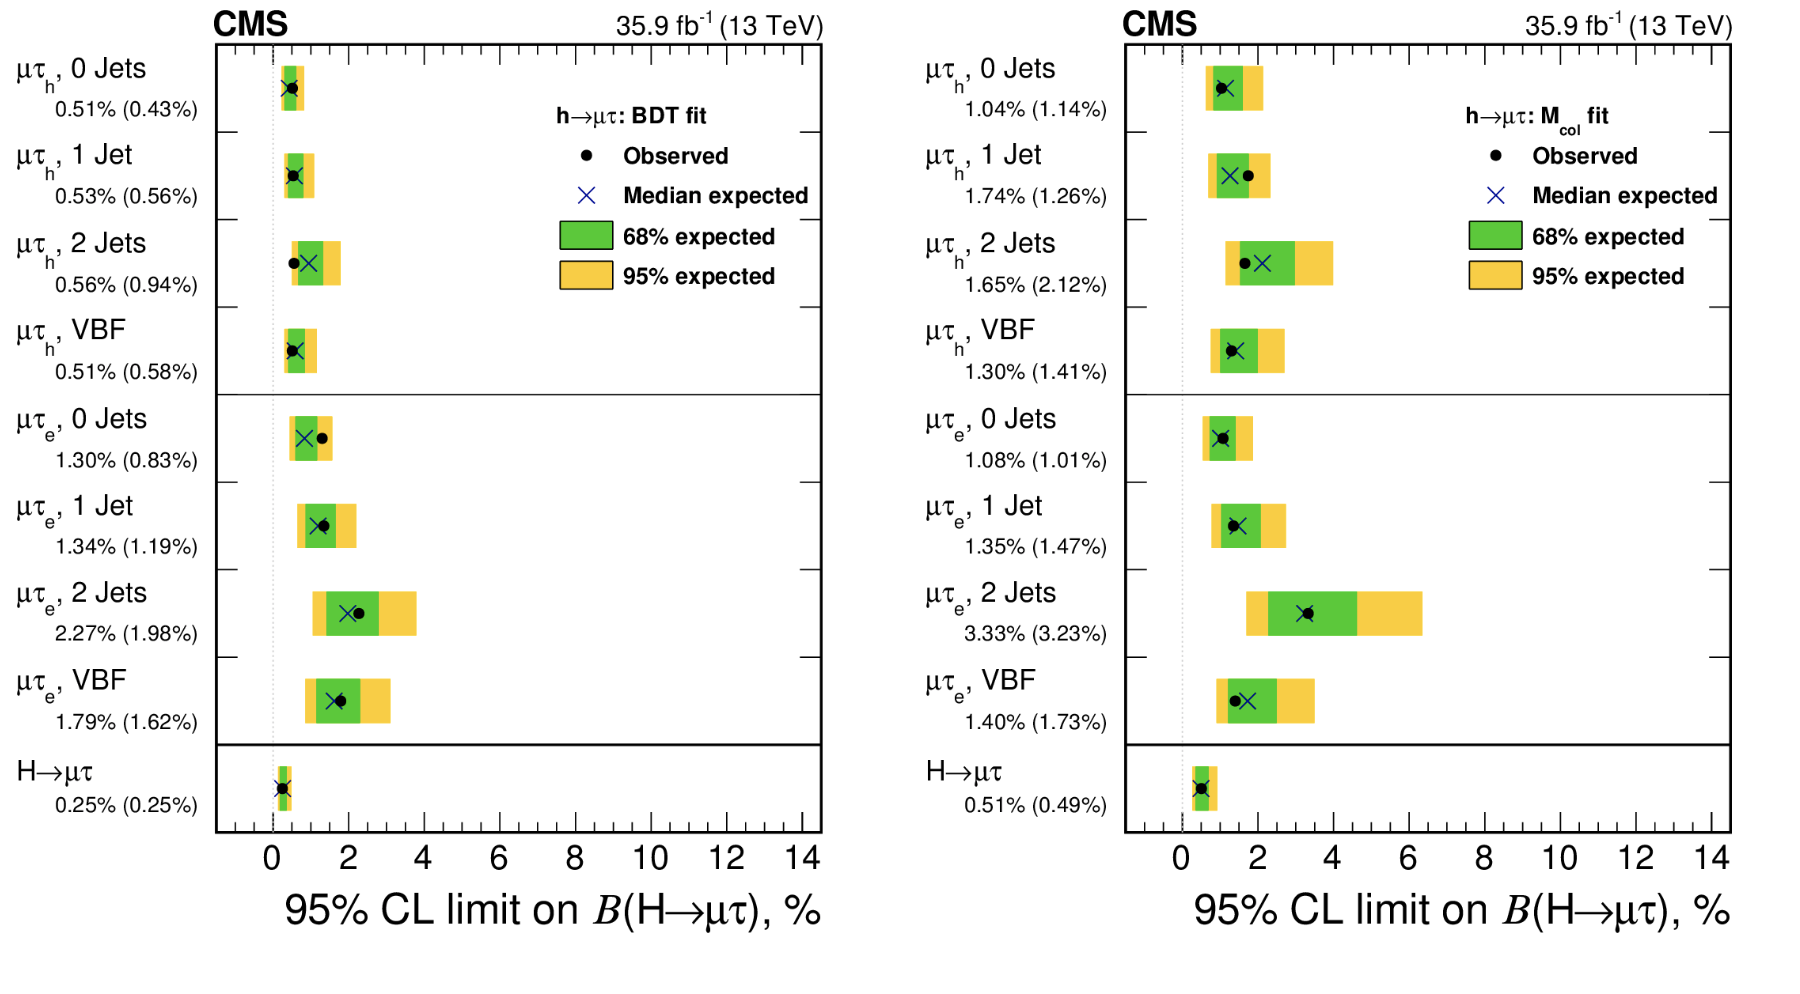 CMS 35.9 fb⁻¹ (13 TeV)
μτₕ, 0 Jets
0.51% (0.43%)
μτₕ, 1 Jet
0.53% (0.56%)
μτₕ, 2 Jets
0.56% (0.94%)
μτₕ, VBF
0.51% (0.58%)
μτₑ, 0 Jets
1.30% (0.83%)
μτₑ, 1 Jet
1.34% (1.19%)
μτₑ, 2 Jets
2.27% (1.98%)
μτₑ, VBF
1.79% (1.62%)
H→μτ
0.25% (0.25%)
h→μτ: BDT fit
Observed
Median expected
68% expected
95% expected
0 2 4 6 8 10 12 14
95% CL limit on B(H→μτ), %
CMS 35.9 fb⁻¹ (13 TeV)
μτₕ, 0 Jets
1.04% (1.14%)
μτₕ, 1 Jet
1.74% (1.26%)
μτₕ, 2 Jets
1.65% (2.12%)
μτₕ, VBF
1.30% (1.41%)
μτₑ, 0 Jets
1.08% (1.01%)
μτₑ, 1 Jet
1.35% (1.47%)
μτₑ, 2 Jets
3.33% (3.23%)
μτₑ, VBF
1.40% (1.73%)
H→μτ
0.51% (0.49%)
h→μτ: M_col fit
Observed
Median expected
68% expected
95% expected
0 2 4 6 8 10 12 14
95% CL limit on B(H→μτ), %